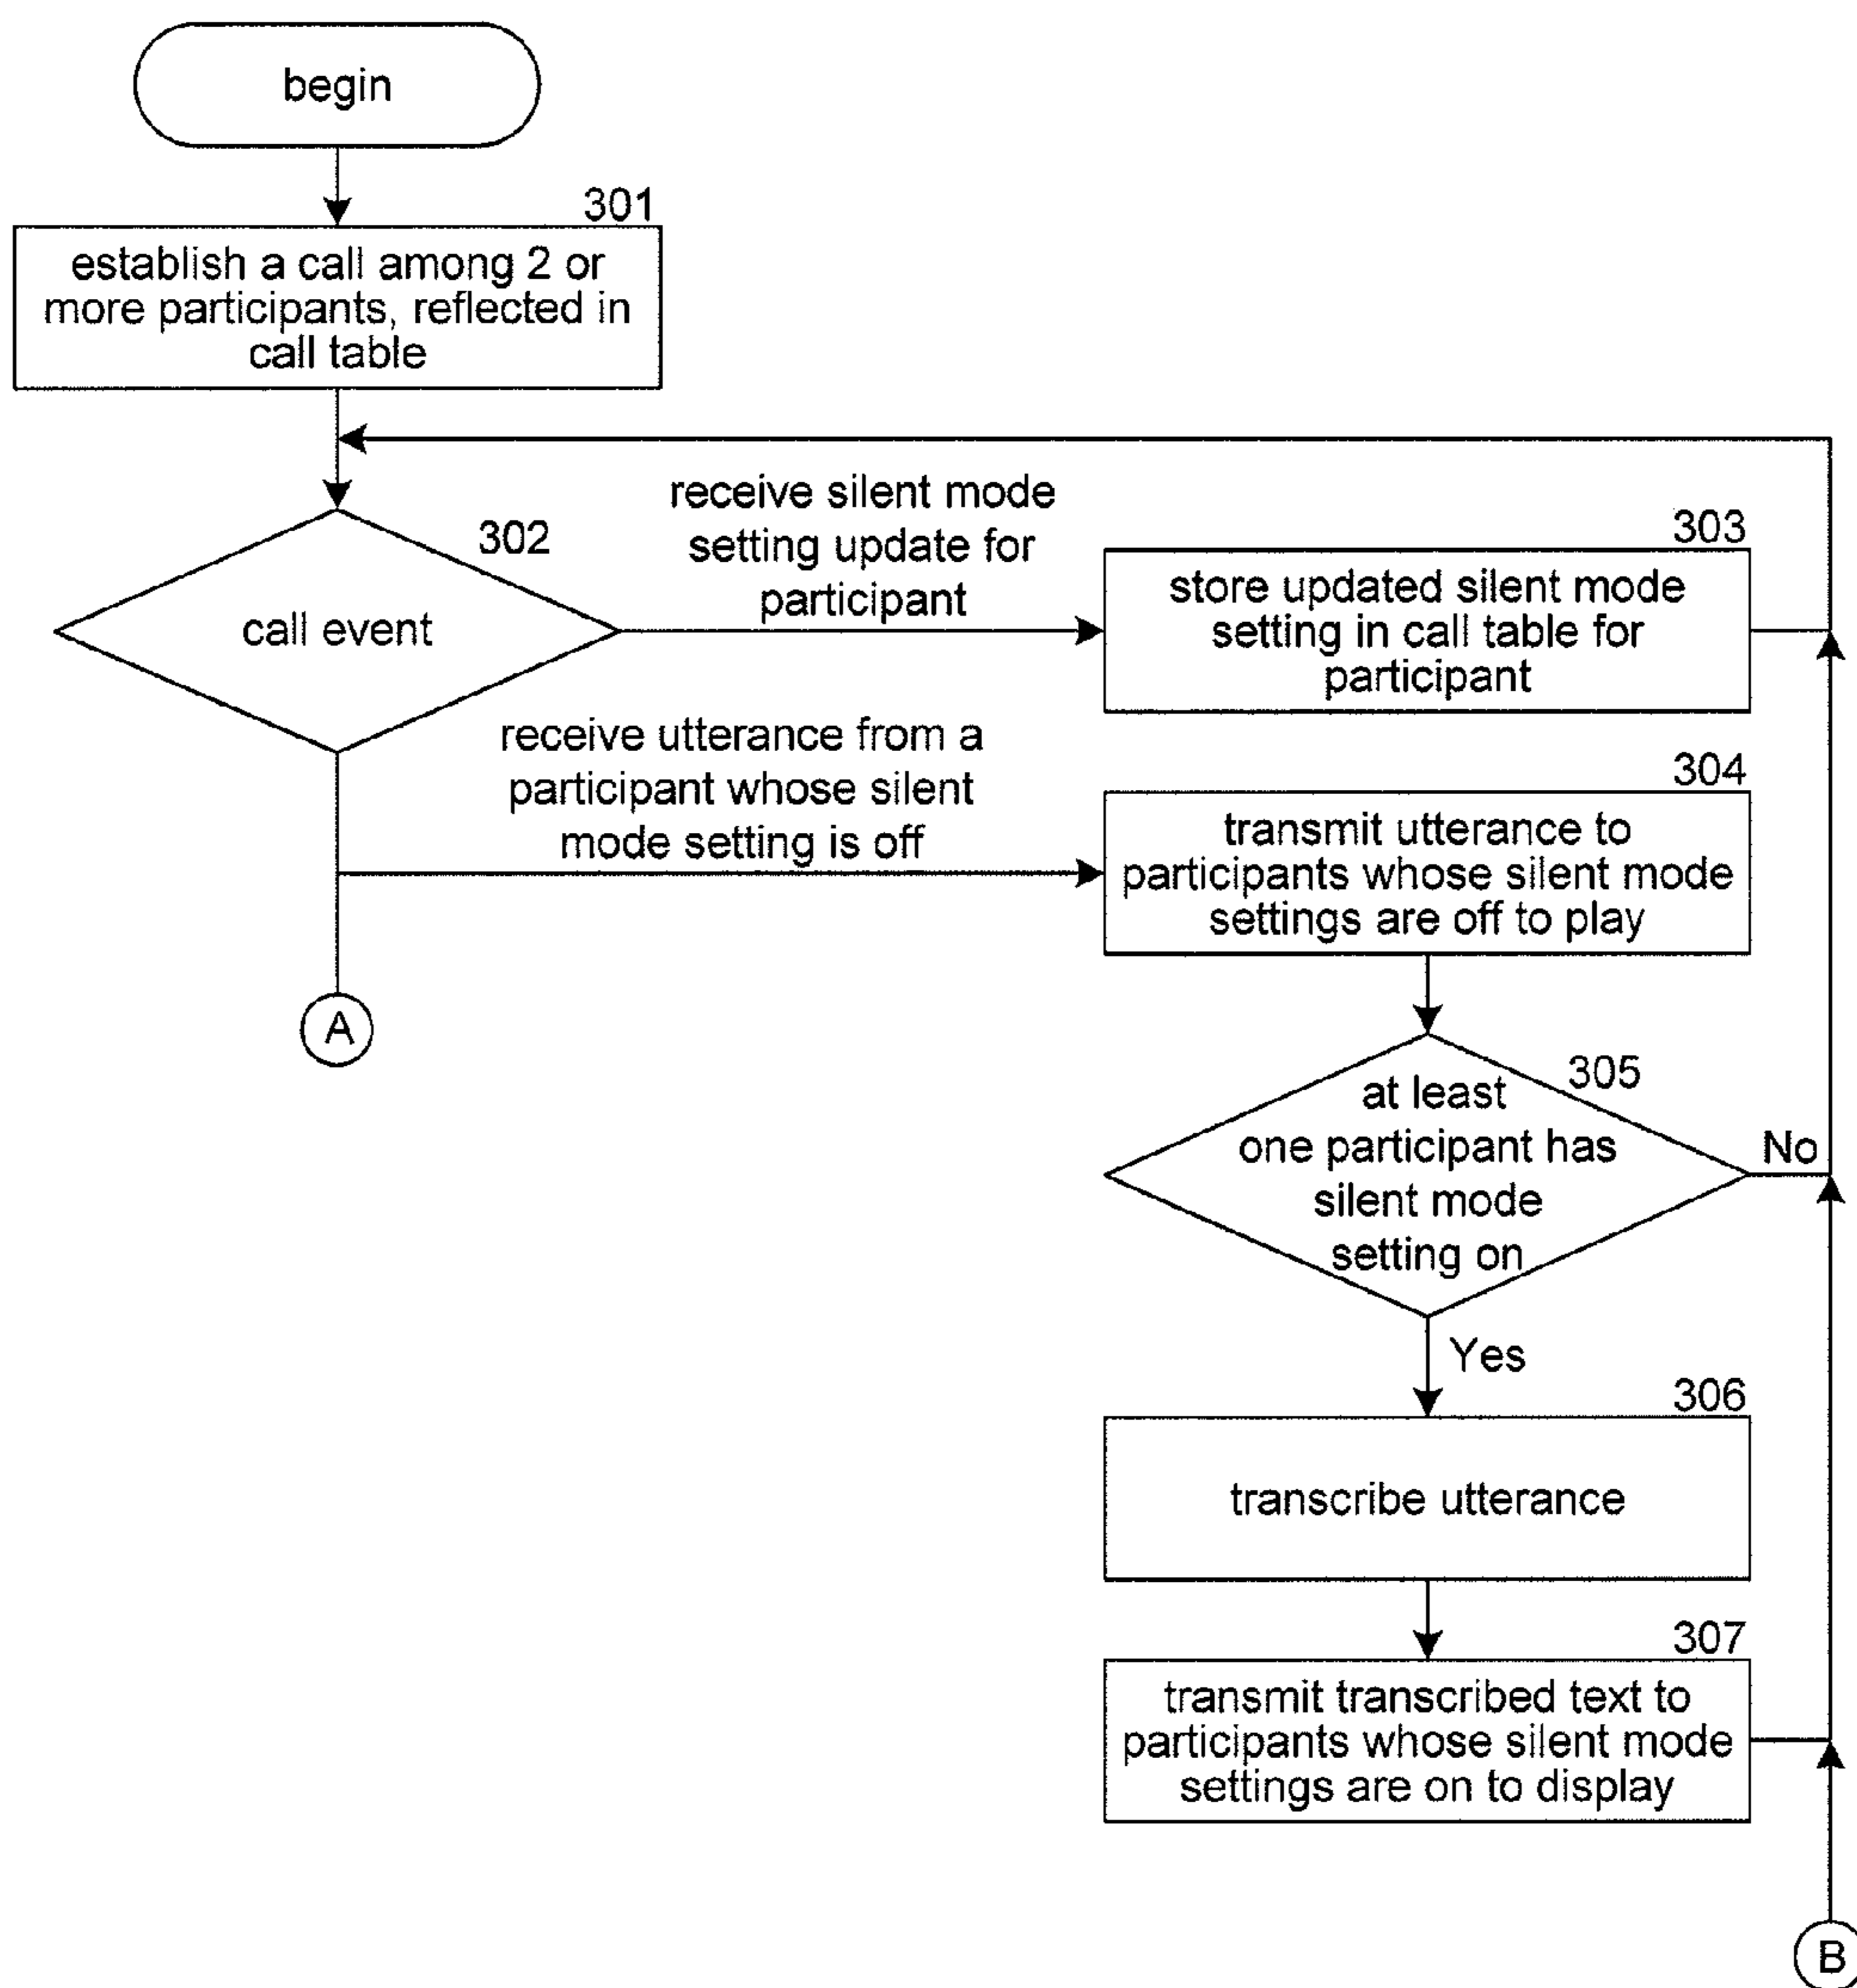 begin
301
establish a call among 2 or
more participants, reflected in
call table
302
call event
receive silent mode
setting update for
participant
303
store updated silent mode
setting in call table for
participant
receive utterance from a
participant whose silent
mode setting is off
304
transmit utterance to
participants whose silent mode
settings are off to play
A
305
at least
one participant has
silent mode
setting on
No
Yes
306
transcribe utterance
307
transmit transcribed text to
participants whose silent mode
settings are on to display
B